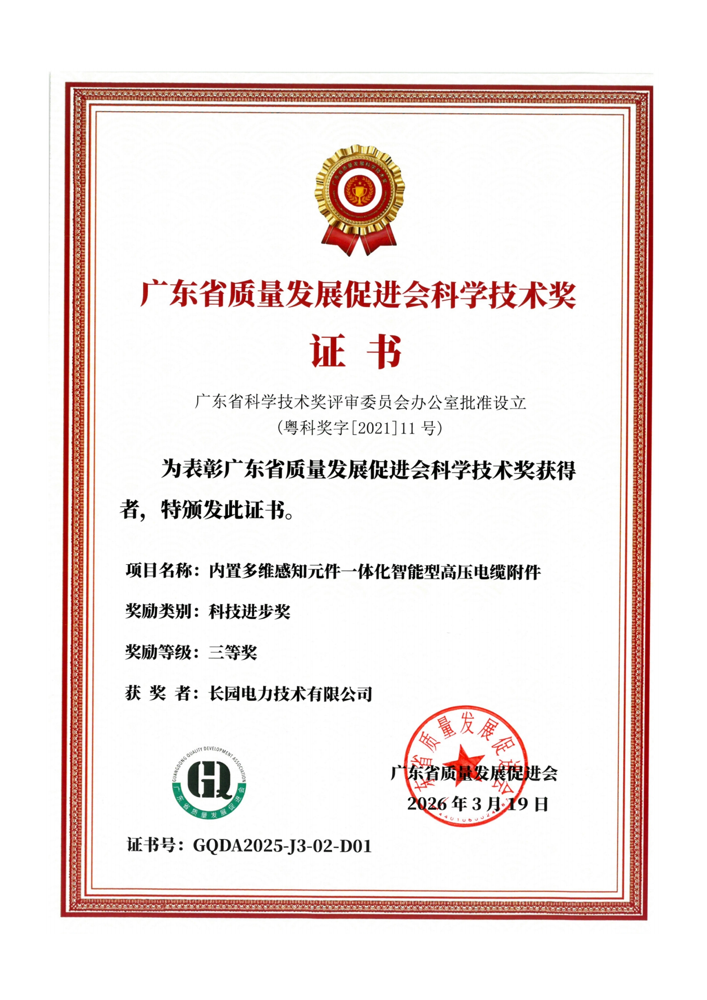 广东省质量发展科学技术奖
广东省质量发展促进会科学技术奖
证 书
广东省科学技术奖评审委员会办公室批准设立
(粤科奖字[2021]11 号)
为表彰广东省质量发展促进会科学技术奖获得
者，特颁发此证书。
项目名称：内置多维感知元件一体化智能型高压电缆附件
奖励类别：科技进步奖
奖励等级：三等奖
获 奖 者：长园电力技术有限公司
GUANGDONG QUALITY DEVELOPMENT ASSOCIATION
GQ
广东省质量发展促进会
广东省质量发展促进会
广东省质量发展促进会
2026 年 3 月 19 日
证书号：GQDA2025-J3-02-D01